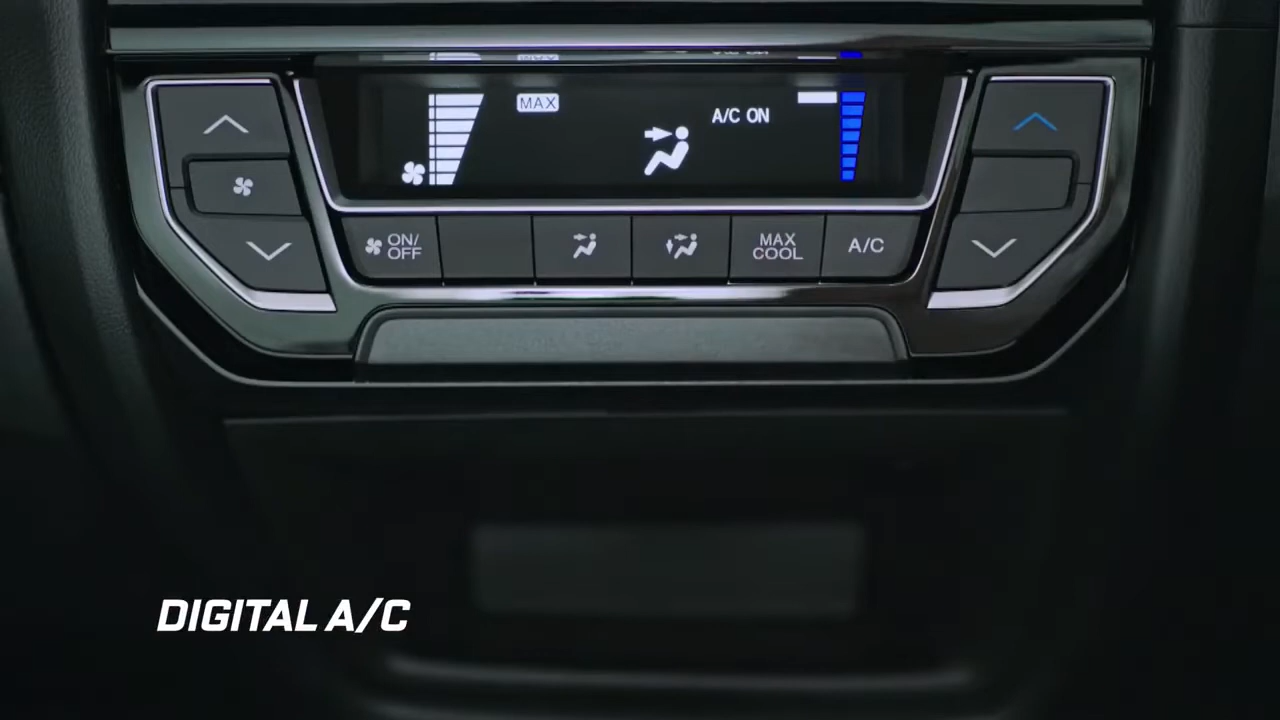 MAX
A/C ON
ON/
OFF
MAX
COOL
A/C
DIGITAL A/C